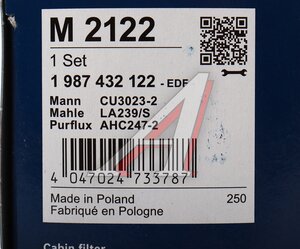 M 2122
1 Set
1 987 432 122 - EDF
Mann CU3023-2
Mahle LA239/S
Purflux AHC247-2
4 047024 733787
Made in Poland 250
Fabriqué en Pologne
Cabin filter